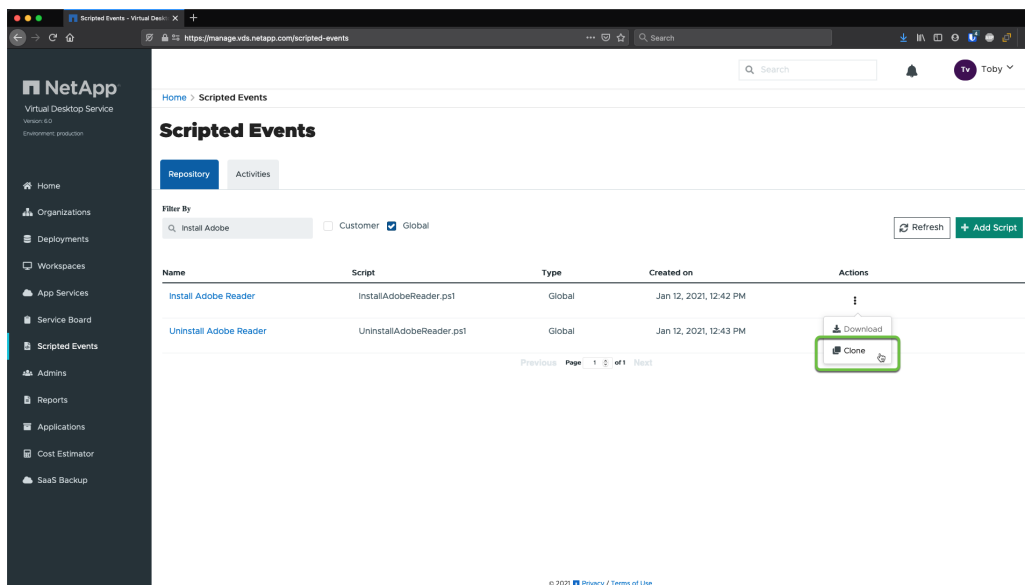 Scripted Events - Virtual Deskt
https://manage.vds.netapp.com/scripted-events
Search
NetApp
Virtual Desktop Service
Version: 6.0
Environment: production
Search
Tv Toby
Home > Scripted Events
Scripted Events
Repository Activities
Filter By
Install Adobe
Customer Global
Refresh + Add Script
Name Script Type Created on Actions
Install Adobe Reader InstallAdobeReader.ps1 Global Jan 12, 2021, 12:42 PM
Uninstall Adobe Reader UninstallAdobeReader.ps1 Global Jan 12, 2021, 12:43 PM
Download
Clone
Previous Page 1 of 1 Next
Home
Organizations
Deployments
Workspaces
App Services
Service Board
Scripted Events
Admins
Reports
Applications
Cost Estimator
SaaS Backup
© 2021 Privacy / Terms of Use